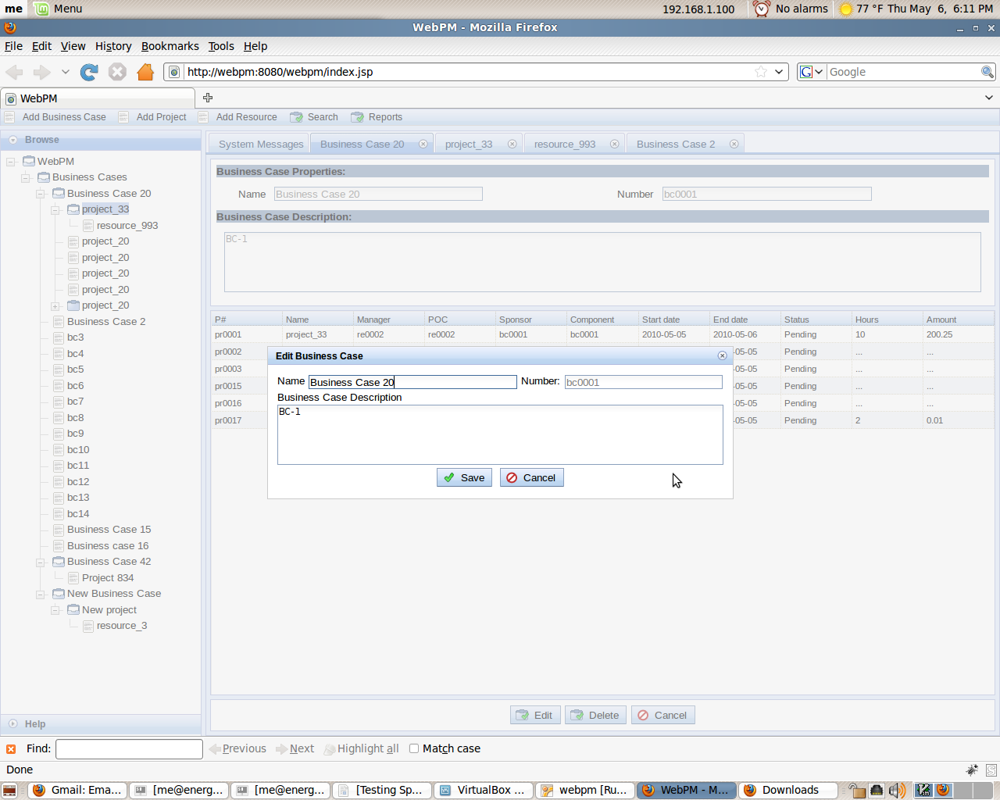 me Menu 192.168.1.100 No alarms 77 °F Thu May 6, 6:11 PM
WebPM - Mozilla Firefox
File Edit View History Bookmarks Tools Help
http://webpm:8080/webpm/index.jsp G Google
WebPM
Add Business Case Add Project Add Resource Search Reports
Browse
WebPM
Business Cases
Business Case 20
project_33
resource_993
project_20
project_20
project_20
project_20
project_20
Business Case 2
bc3
bc4
bc5
bc6
bc7
bc8
bc9
bc10
bc11
bc12
bc13
bc14
Business Case 15
Business case 16
Business Case 42
Project 834
New Business Case
New project
resource_3
Help
System Messages Business Case 20 project_33 resource_993 Business Case 2
Business Case Properties:
Name Business Case 20 Number bc0001
Business Case Description:
BC-1
P# Name Manager POC Sponsor Component Start date End date Status Hours Amount
pr0001 project_33 re0002 re0002 bc0001 bc0001 2010-05-05 2010-05-06 Pending 10 200.25
pr0002 -05-05 Pending ... ...
pr0003 -05-05 Pending ... ...
pr0015 -05-05 Pending ... ...
pr0016 -05-05 Pending ... ...
pr0017 -05-05 Pending 2 0.01
Edit Business Case
Name Business Case 20 Number: bc0001
Business Case Description
BC-1
Save Cancel
Edit Delete Cancel
Find: Previous Next Highlight all Match case
Done
Gmail: Ema... [me@energ... [me@energ... [Testing Sp... VirtualBox ... webpm [Ru... WebPM - M... Downloads